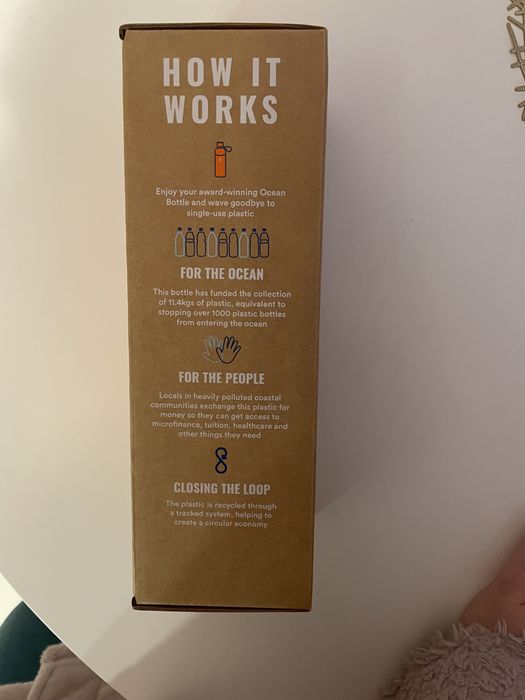 HOW IT
WORKS
Enjoy your award-winning Ocean
Bottle and wave goodbye to
single-use plastic
FOR THE OCEAN
This bottle has funded the collection
of 11.4kgs of plastic, equivalent to
stopping over 1000 plastic bottles
from entering the ocean
FOR THE PEOPLE
Locals in heavily polluted coastal
communities exchange this plastic for
money so they can get access to
microfinance, tuition, healthcare and
other things they need
CLOSING THE LOOP
The plastic is recycled through
a tracked system, helping to
create a circular economy